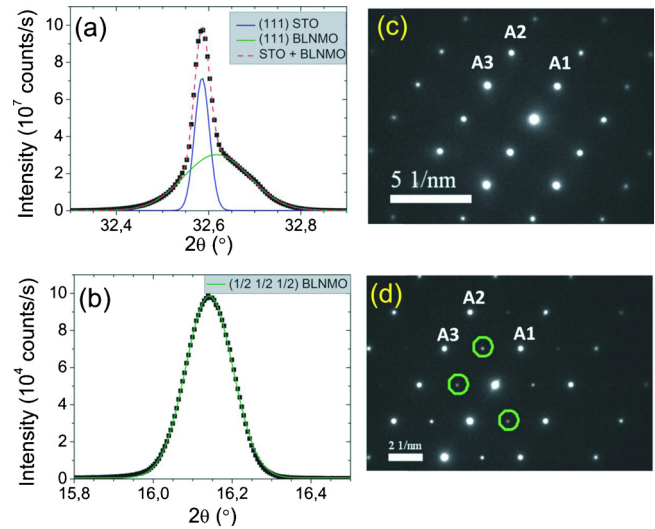 (a)
(111) STO
(111) BLNMO
STO + BLNMO
Intensity (10⁷ counts/s)
10
8
6
4
2
0
32,4
32,6
32,8
2θ (°)
(c)
A2
A3
A1
5 1/nm
(b)
(1/2 1/2 1/2) BLNMO
Intensity (10⁴ counts/s)
10
8
6
4
2
0
15,8
16,0
16,2
16,4
2θ (°)
(d)
A2
A3
A1
2 1/nm